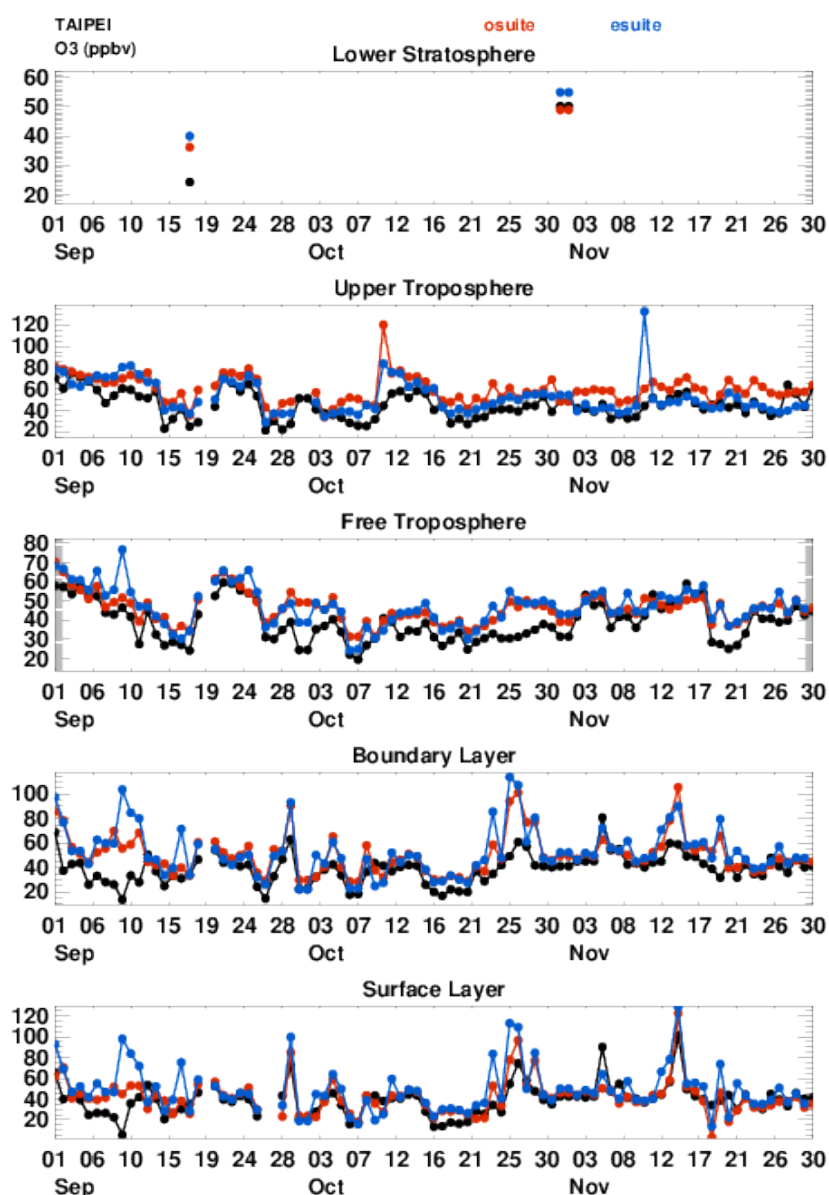 TAIPEI osuite esuite
O3 (ppbv)
Lower Stratosphere
60
50
40
30
20
01 06 10 15 19 24 28 03 07 12 16 21 25 30 03 08 12 17 21 26 30
Sep Oct Nov
Upper Troposphere
120
100
80
60
40
20
01 06 10 15 19 24 28 03 07 12 16 21 25 30 03 08 12 17 21 26 30
Sep Oct Nov
Free Troposphere
80
70
60
50
40
30
20
01 06 10 15 19 24 28 03 07 12 16 21 25 30 03 08 12 17 21 26 30
Sep Oct Nov
Boundary Layer
100
80
60
40
20
01 06 10 15 19 24 28 03 07 12 16 21 25 30 03 08 12 17 21 26 30
Sep Oct Nov
Surface Layer
120
100
80
60
40
20
01 06 10 15 19 24 28 03 07 12 16 21 25 30 03 08 12 17 21 26 30
Sep Oct Nov